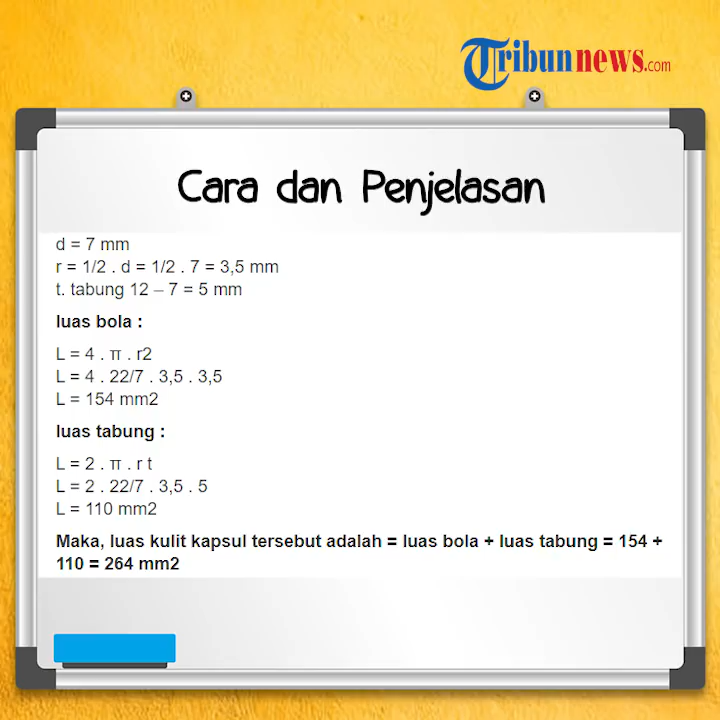 Tribunnews.com
Cara dan Penjelasan
d = 7 mm
r = 1/2 . d = 1/2 . 7 = 3,5 mm
t. tabung 12 – 7 = 5 mm
luas bola :
L = 4 . π . r2
L = 4 . 22/7 . 3,5 . 3,5
L = 154 mm2
luas tabung :
L = 2 . π . r t
L = 2 . 22/7 . 3,5 . 5
L = 110 mm2
Maka, luas kulit kapsul tersebut adalah = luas bola + luas tabung = 154 +
110 = 264 mm2